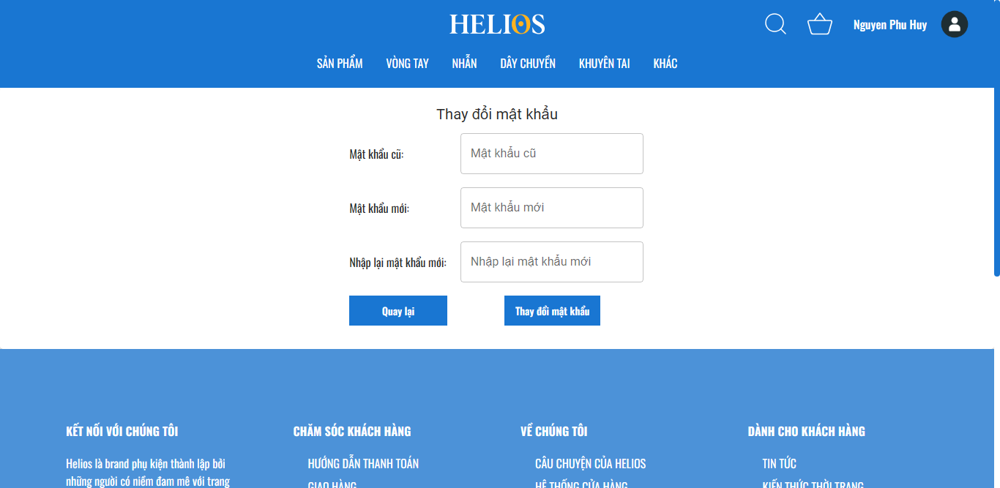 HELIOS
Nguyen Phu Huy
SẢN PHẨM VÒNG TAY NHẪN DÂY CHUYỀN KHUYÊN TAI KHÁC
Thay đổi mật khẩu
Mật khẩu cũ: Mật khẩu cũ
Mật khẩu mới: Mật khẩu mới
Nhập lại mật khẩu mới: Nhập lại mật khẩu mới
Quay lại Thay đổi mật khẩu
KẾT NỐI VỚI CHÚNG TÔI
Helios là brand phụ kiện thành lập bởi
những người có niềm đam mê với trang
CHĂM SÓC KHÁCH HÀNG
HƯỚNG DẪN THANH TOÁN
GIAO HÀNG
VỀ CHÚNG TÔI
CÂU CHUYỆN CỦA HELIOS
HỆ THỐNG CỬA HÀNG
DÀNH CHO KHÁCH HÀNG
TIN TỨC
KIẾN THỨC THỜI TRANG